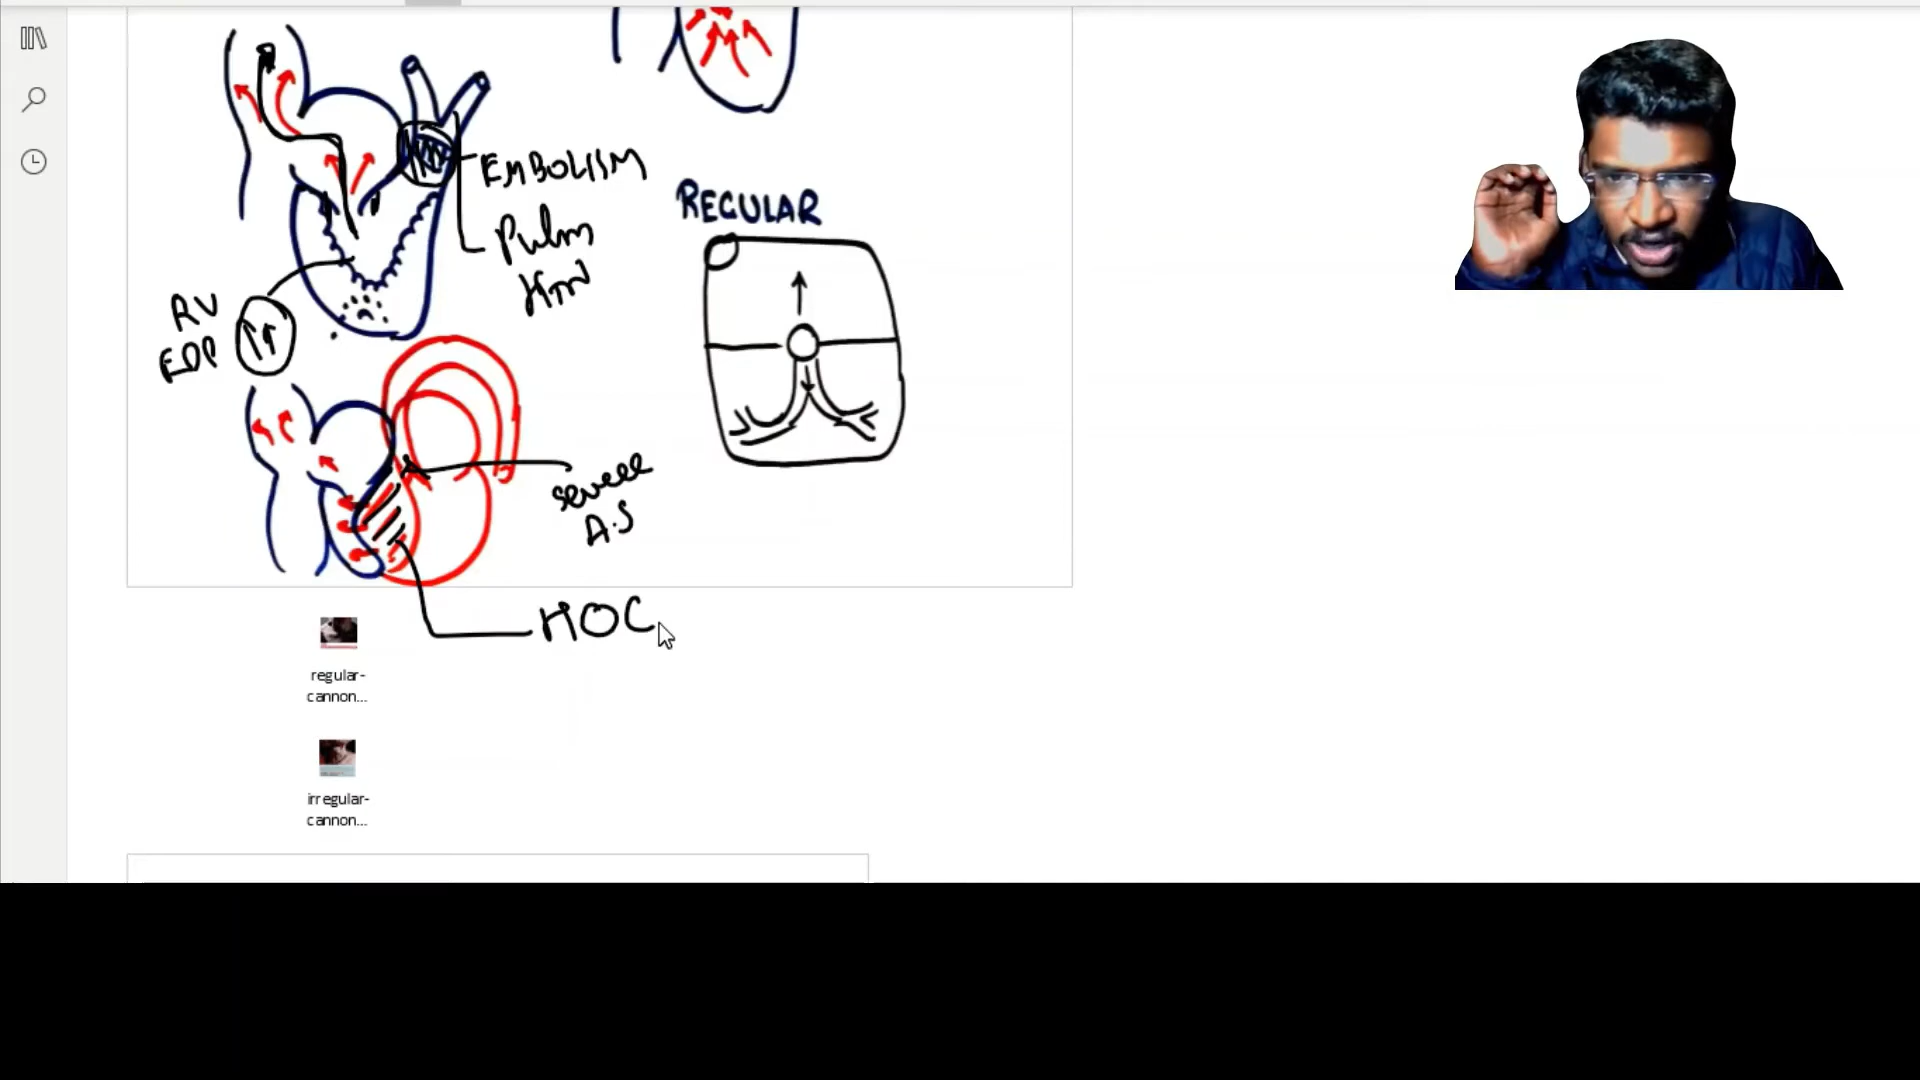 EMBOLISM
Pulm
HTN
REGULAR
RV
EDP
severe
A.S
HOC
regular-
cannon...
irregular-
cannon...